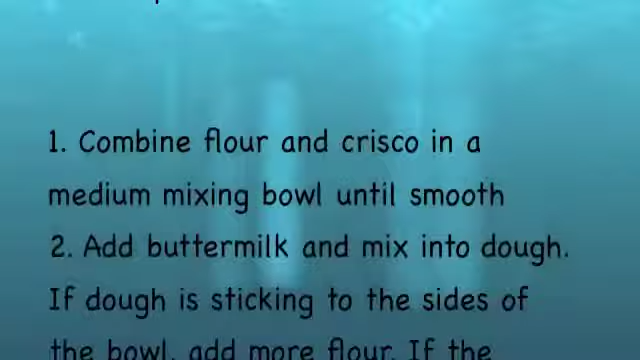 1. Combine flour and crisco in a
medium mixing bowl until smooth
2. Add buttermilk and mix into dough.
If dough is sticking to the sides of
the bowl, add more flour. If the